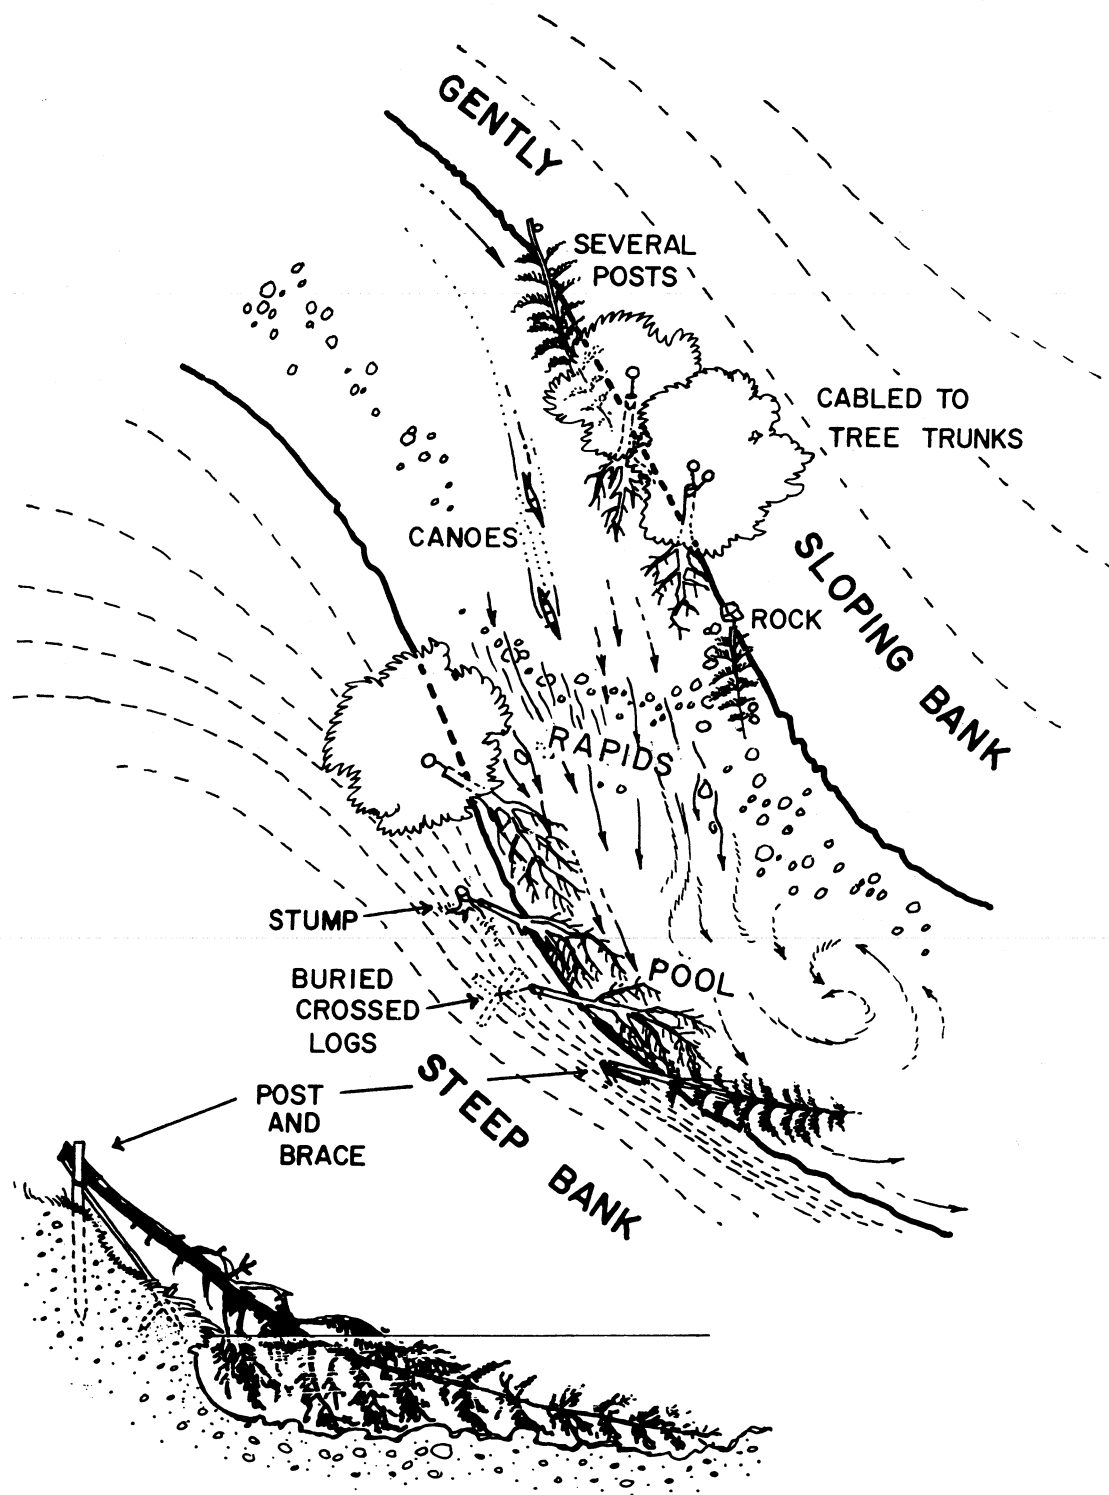 GENTLY
SEVERAL
POSTS
CABLED TO
TREE TRUNKS
CANOES
SLOPING BANK
ROCK
RAPIDS
STUMP
POOL
BURIED
CROSSED
LOGS
STEEP BANK
POST
AND
BRACE